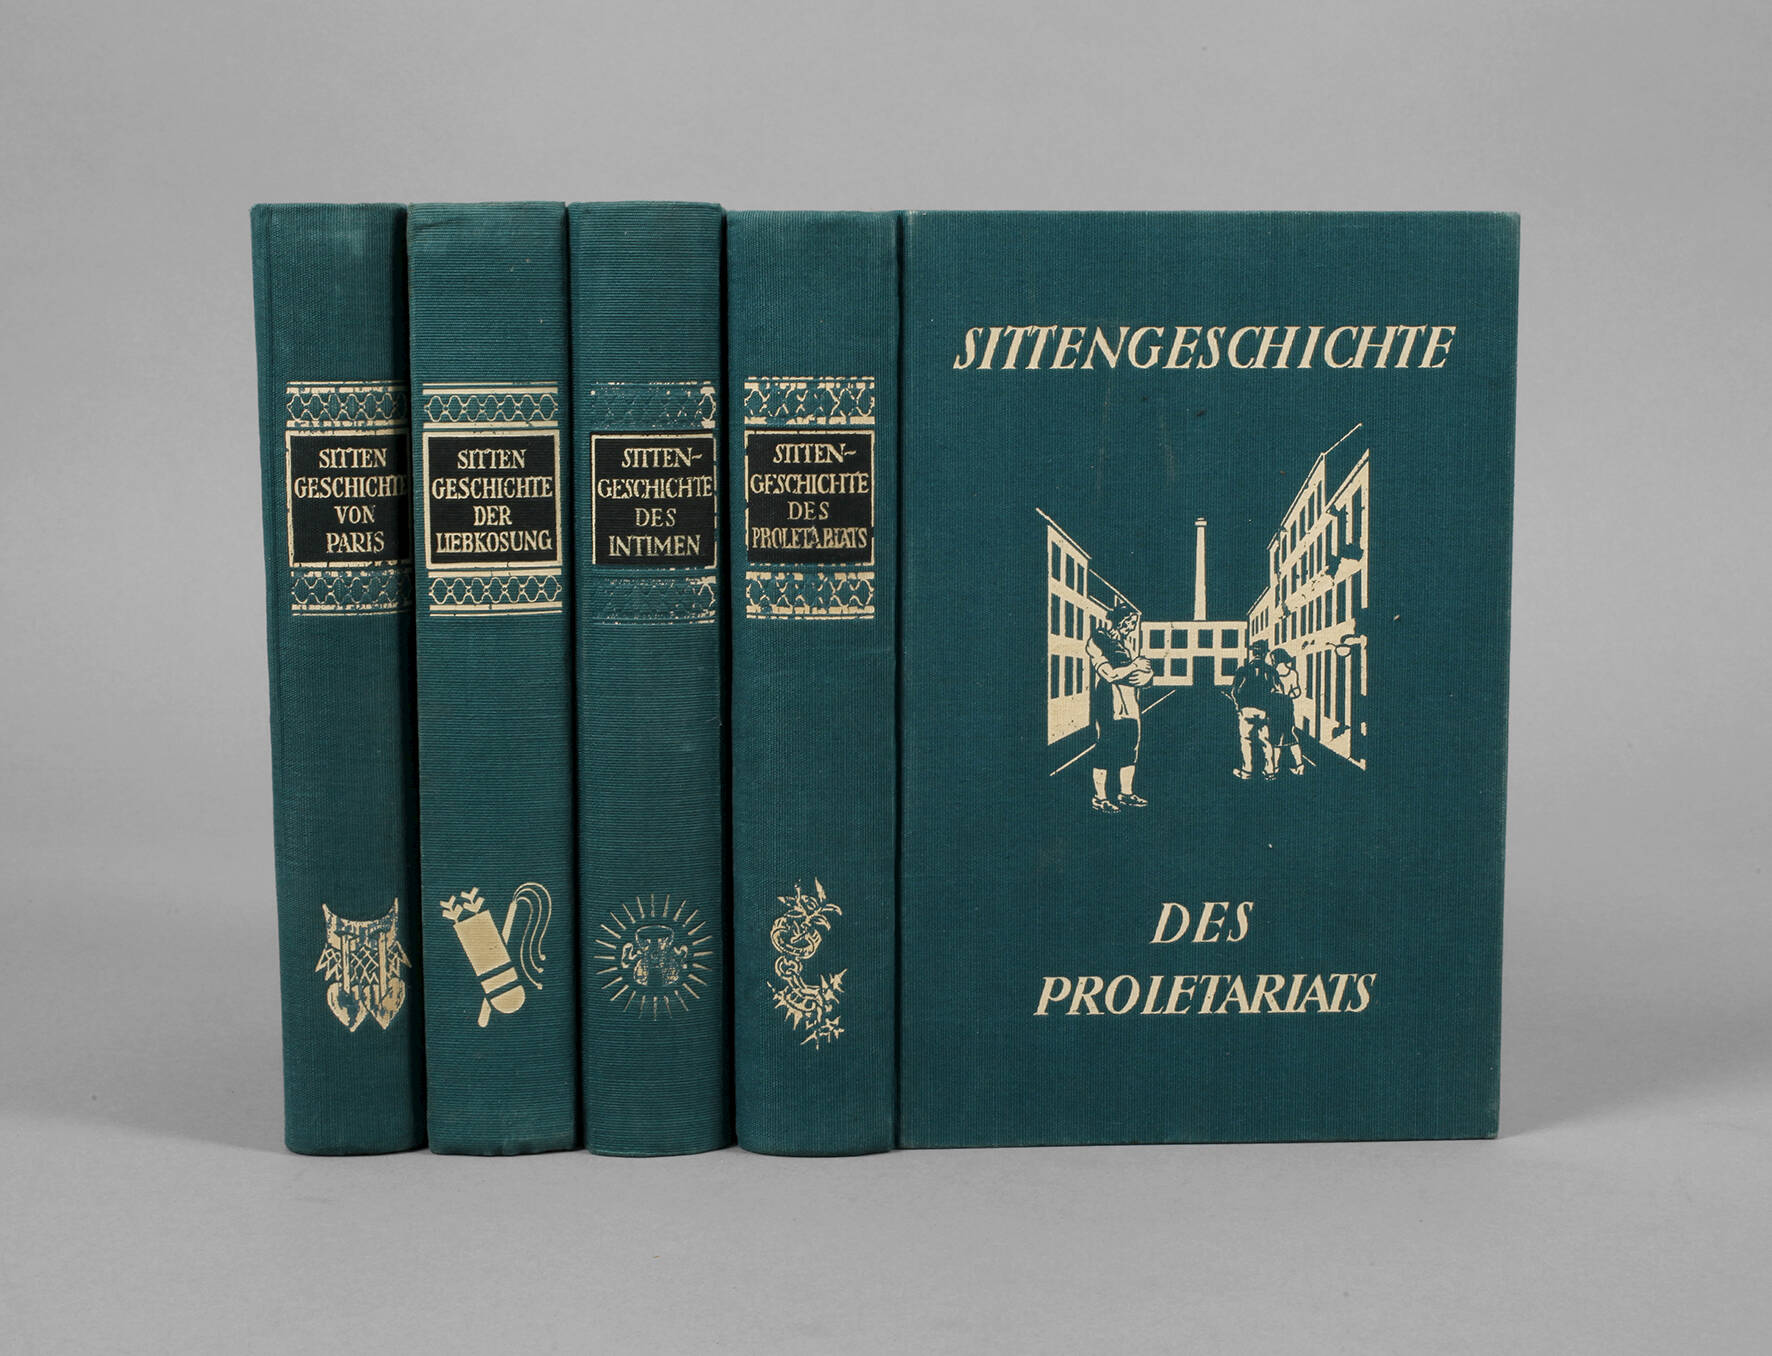 SITTEN
GESCHICHTE
VON
PARIS
SITTEN
GESCHICHTE
DER
LIEBKOSUNG
SITTEN-
GESCHICHTE
DES
INTIMEN
SITTEN-
GESCHICHTE
DES
PROLETARIATS
SITTENGESCHICHTE
DES
PROLETARIATS